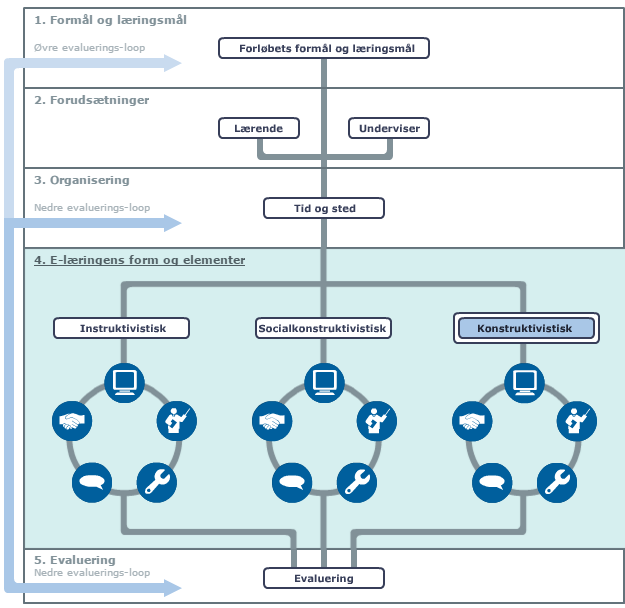 1. Formål og læringsmål
Øvre evaluerings-loop
Forløbets formål og læringsmål
2. Forudsætninger
Lærende
Underviser
3. Organisering
Nedre evaluerings-loop
Tid og sted
4. E-læringens form og elementer
Instruktivistisk
Socialkonstruktivistisk
Konstruktivistisk
5. Evaluering
Nedre evaluerings-loop
Evaluering